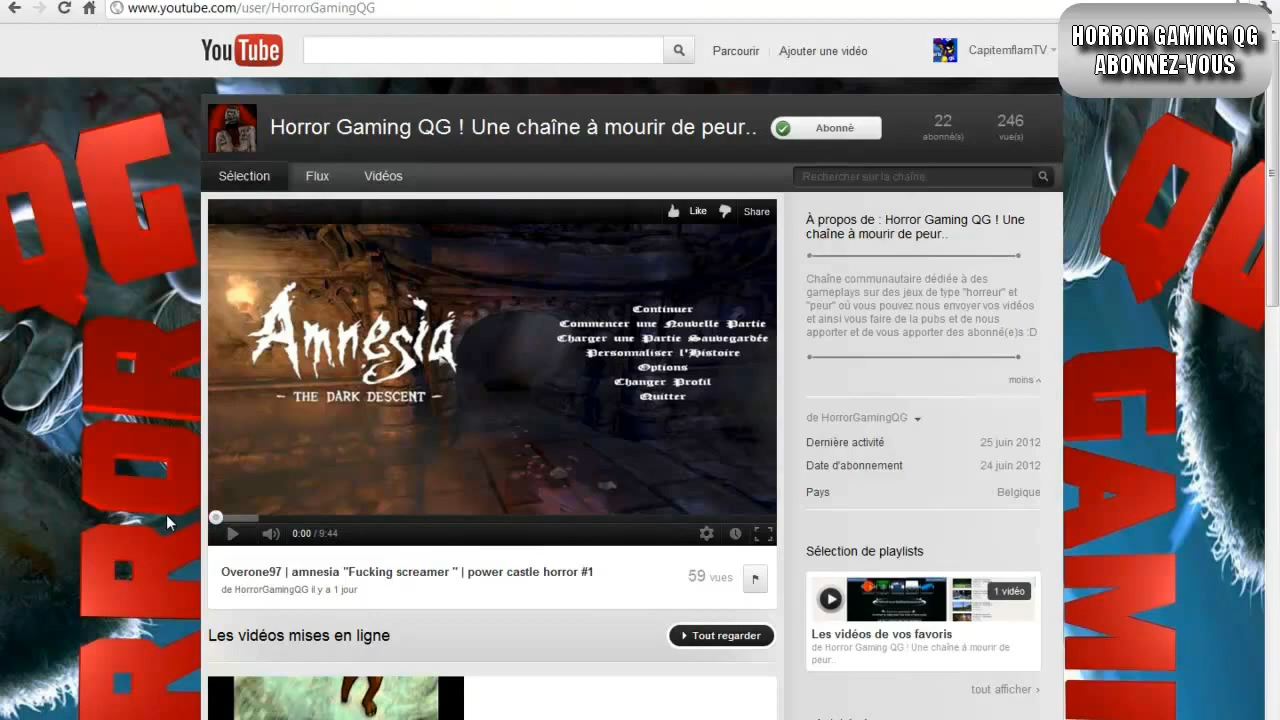 www.youtube.com/user/HorrorGamingQG
HORROR GAMING QG
ABONNEZ-VOUS
YouTube
Parcourir
Ajouter une vidéo
CapitemflamTV
Horror Gaming QG ! Une chaîne à mourir de peur..
Abonné
22
abonné(s)
246
vue(s)
Sélection
Flux
Vidéos
Rechercher sur la chaîne.
Like
Share
Amnesia
– THE DARK DESCENT –
Continuer
Commencer une Nouvelle Partie
Charger une Partie Sauvegardée
Personnaliser l'Histoire
Options
Changer Profil
Quitter
0:00 / 9:44
Overone97 | amnesia "Fucking screamer " | power castle horror #1
de HorrorGamingQG il y a 1 jour
59 vues
Les vidéos mises en ligne
Tout regarder
À propos de : Horror Gaming QG ! Une
chaîne à mourir de peur..
Chaîne communautaire dédiée à des
gameplays sur des jeux de type "horreur" et
"peur" où vous pouvez nous envoyer vos vidéos
et ainsi vous faire de la pubs et de nous
apporter et de vous apporter des abonné(e)s :D
moins
de HorrorGamingQG
Dernière activité
25 juin 2012
Date d'abonnement
24 juin 2012
Pays
Belgique
Sélection de playlists
1 vidéo
Les vidéos de vos favoris
de Horror Gaming QG ! Une chaîne à mourir de
peur..
tout afficher ›
QG
RROR
QG
GAMI